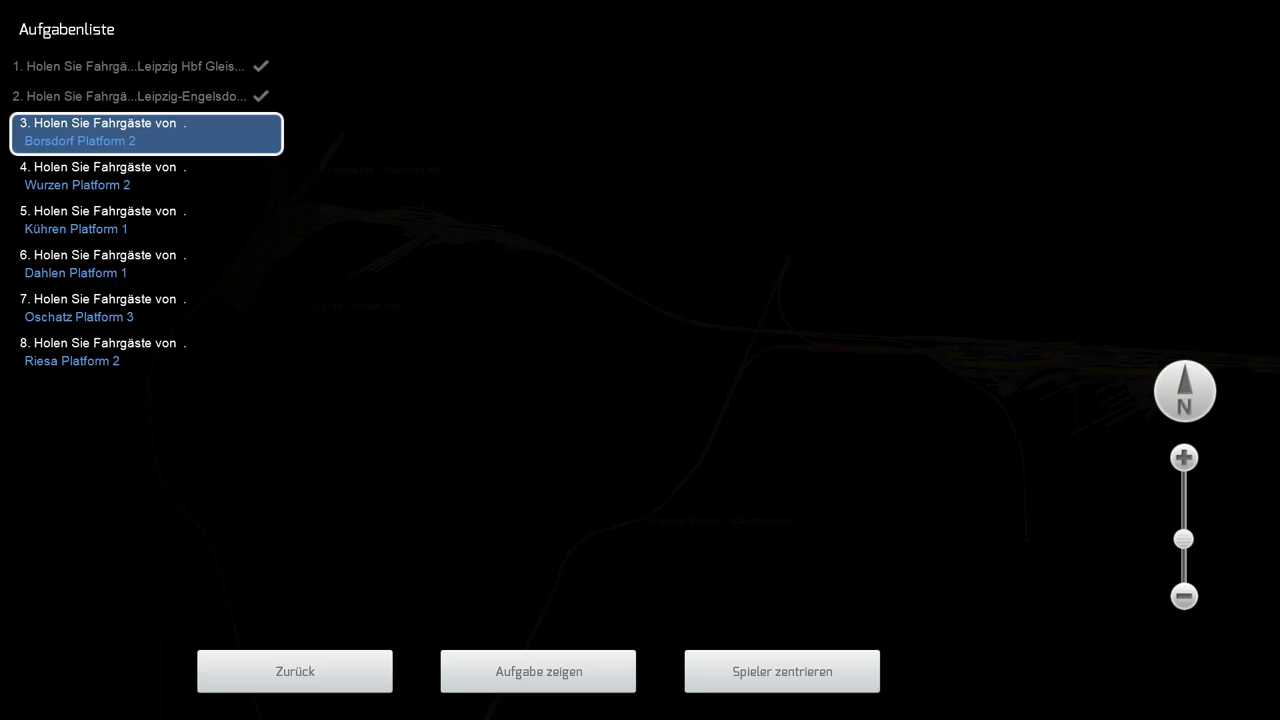 Aufgabenliste
1. Holen Sie Fahrgä...Leipzig Hbf Gleis...
2. Holen Sie Fahrgä...Leipzig-Engelsdo...
3. Holen Sie Fahrgäste von .
Borsdorf Platform 2
4. Holen Sie Fahrgäste von .
Wurzen Platform 2
5. Holen Sie Fahrgäste von .
Kühren Platform 1
6. Holen Sie Fahrgäste von .
Dahlen Platform 1
7. Holen Sie Fahrgäste von .
Oschatz Platform 3
8. Holen Sie Fahrgäste von .
Riesa Platform 2
N
Zurück
Aufgabe zeigen
Spieler zentrieren